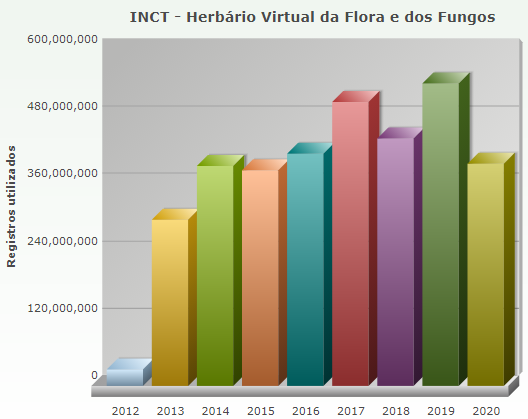 INCT - Herbário Virtual da Flora e dos Fungos
Registros utilizados
600,000,000
480,000,000
360,000,000
240,000,000
120,000,000
0
2012 2013 2014 2015 2016 2017 2018 2019 2020